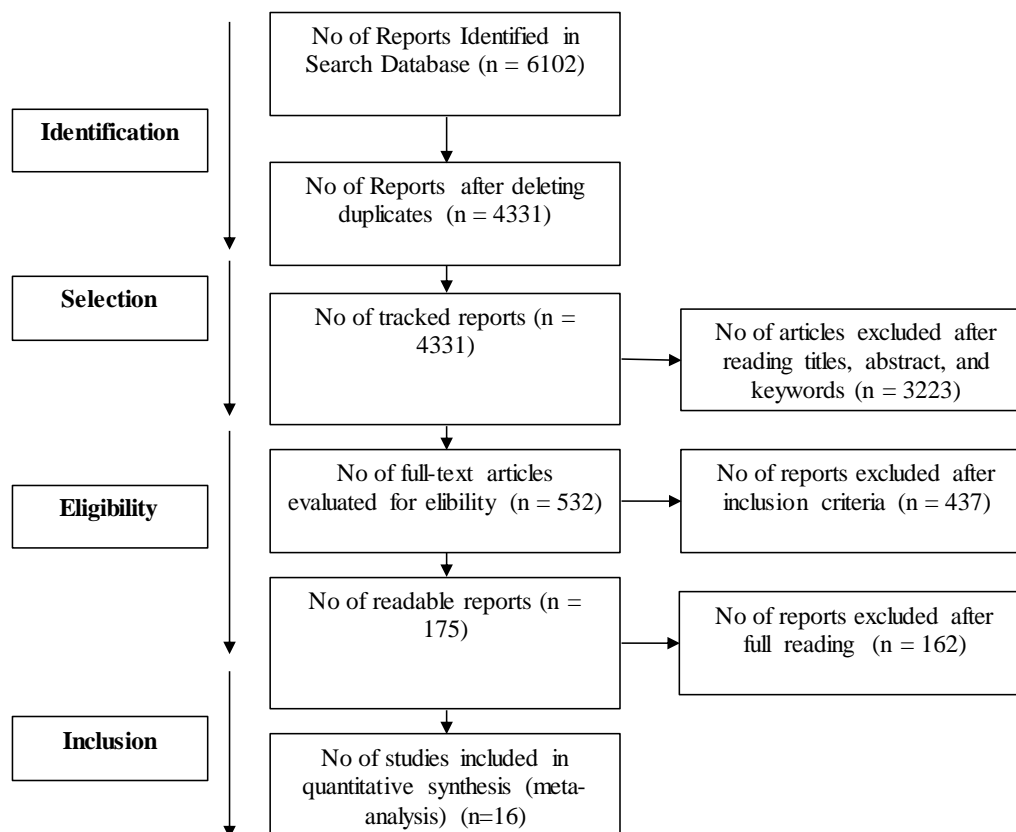 No of Reports Identified in
Search Database (n = 6102)
Identification
No of Reports after deleting
duplicates (n = 4331)
Selection
No of tracked reports (n =
4331)
No of articles excluded after
reading titles, abstract, and
keywords (n = 3223)
Eligibility
No of full-text articles
evaluated for elibility (n = 532)
No of reports excluded after
inclusion criteria (n = 437)
No of readable reports (n =
175)
No of reports excluded after
full reading (n = 162)
Inclusion
No of studies included in
quantitative synthesis (meta-
analysis) (n=16)